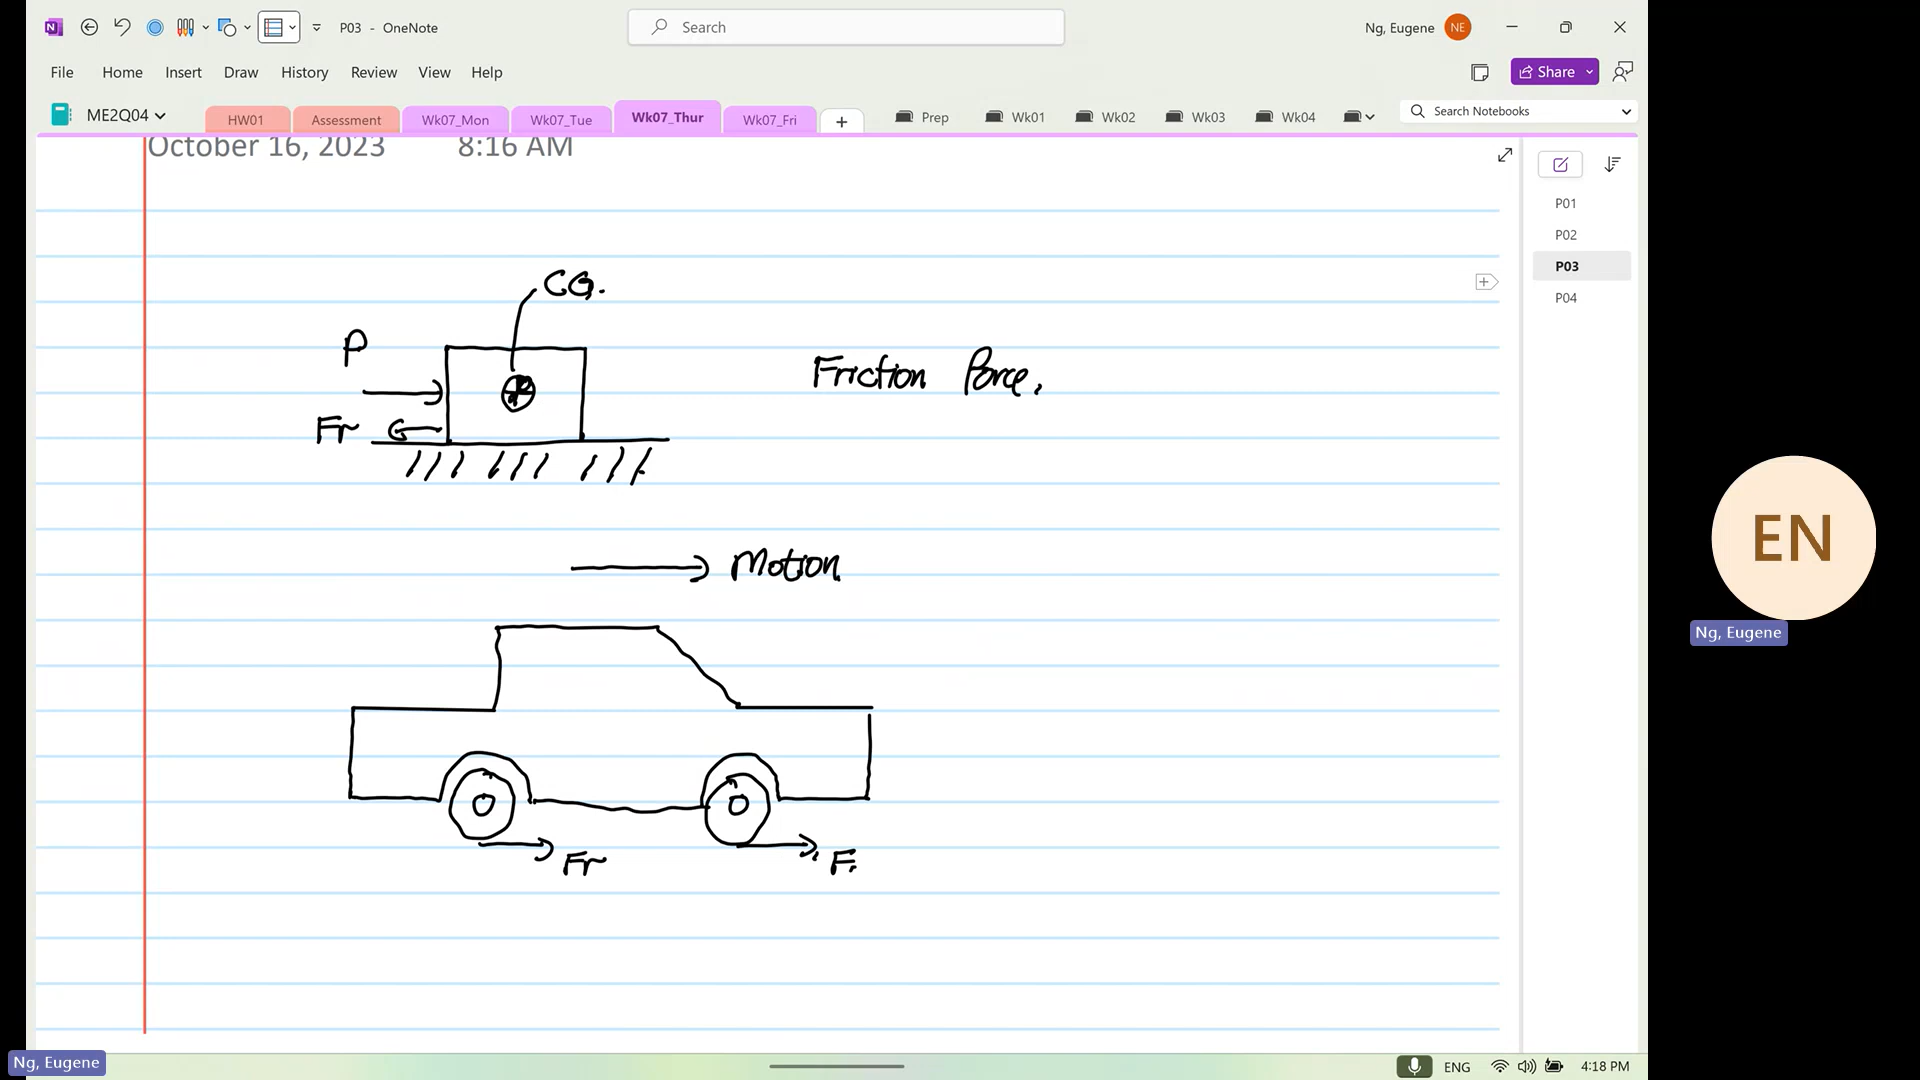 P03 - OneNote
Search
Ng, Eugene
NE
File Home Insert Draw History Review View Help
Share
ME2Q04
HW01
Assessment
Wk07_Mon
Wk07_Tue
Wk07_Thur
Wk07_Fri
+
Prep
Wk01
Wk02
Wk03
Wk04
Search Notebooks
October 16, 2023 8:16 AM
P01
P02
P03
P04
CG.
P
Friction Force.
Fr
Motion
Fr
F.
EN
Ng, Eugene
Ng, Eugene
ENG
4:18 PM